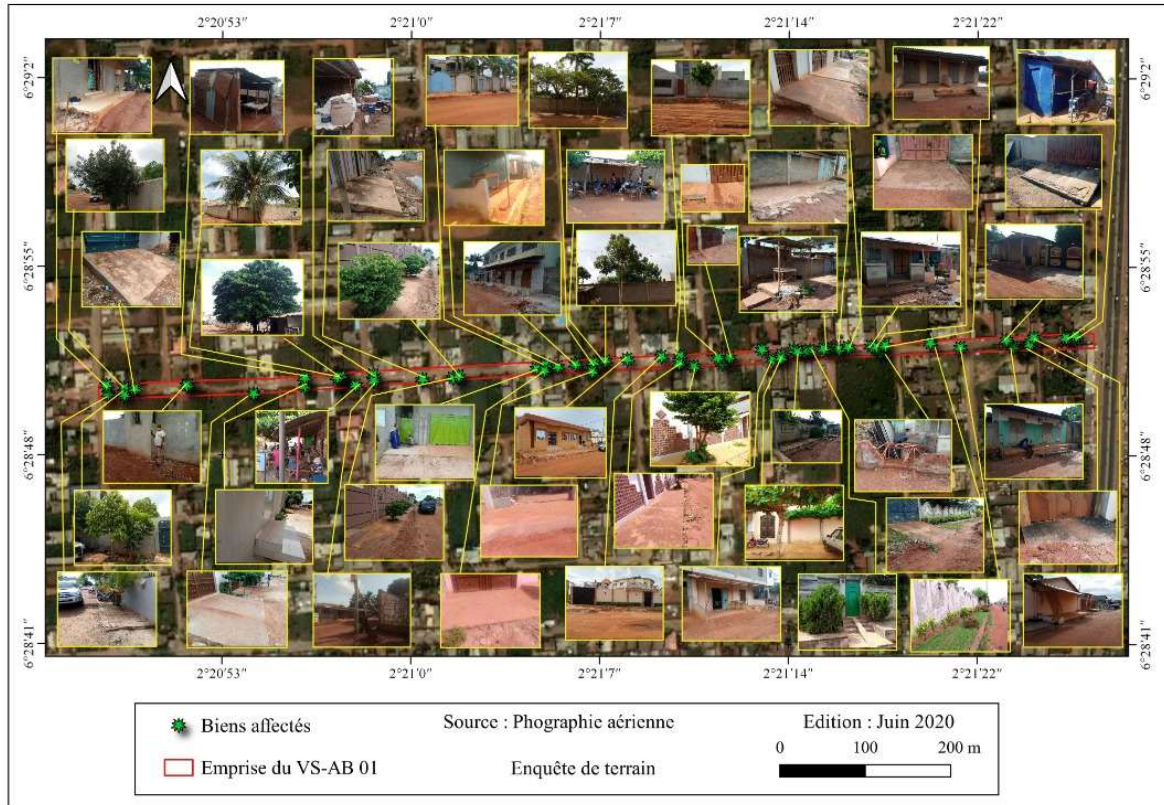 2°20'53" 2°21'0" 2°21'7" 2°21'14" 2°21'22"
6°29'2" 6°29'2"
6°28'55" 6°28'55"
6°28'48" 6°28'48"
6°28'41" 6°28'41"
2°20'53" 2°21'0" 2°21'7" 2°21'14" 2°21'22"
Biens affectés Source : Phographie aérienne Edition : Juin 2020
0 100 200 m
Emprise du VS-AB 01 Enquête de terrain